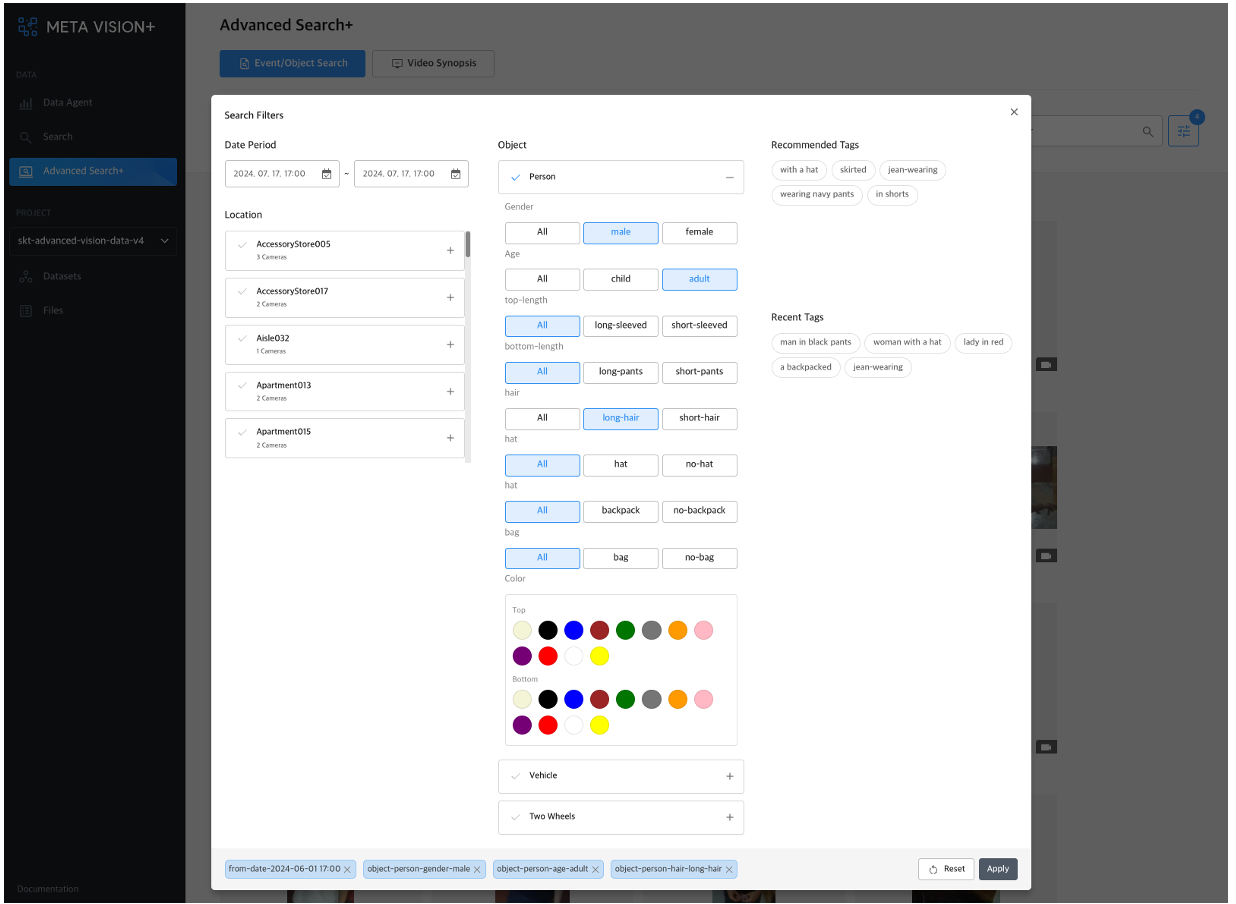 META VISION+
Advanced Search+
Event/Object Search
Video Synopsis
DATA
Data Agent
Search
Advanced Search+
PROJECT
skt-advanced-vision-data-v4
Datasets
Files
Documentation
4
Search Filters
Date Period
2024. 07. 17. 17:00
~
2024. 07. 17. 17:00
Location
AccessoryStore005
3 Cameras
AccessoryStore017
2 Cameras
Aisle032
1 Cameras
Apartment013
2 Cameras
Apartment015
2 Cameras
Object
Person
Gender
All male female
Age
All child adult
top-length
All long-sleeved short-sleeved
bottom-length
All long-pants short-pants
hair
All long-hair short-hair
hat
All hat no-hat
hat
All backpack no-backpack
bag
All bag no-bag
Color
Top
Bottom
Vehicle
Two Wheels
Recommended Tags
with a hat skirted jean-wearing
wearing navy pants in shorts
Recent Tags
man in black pants woman with a hat lady in red
a backpacked jean-wearing
from-date-2024-06-01 17:00 object-person-gender-male object-person-age-adult object-person-hair-long-hair
Reset Apply